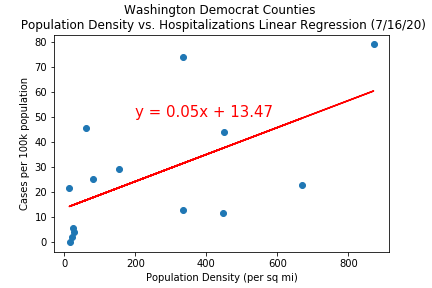 Washington Democrat Counties
Population Density vs. Hospitalizations Linear Regression (7/16/20)
80
70
60
50
40
30
20
10
0
Cases per 100k population
y = 0.05x + 13.47
0 200 400 600 800
Population Density (per sq mi)